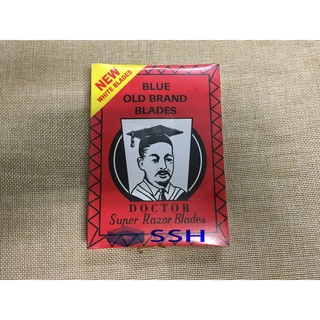 NEW
WHITE BLADES
BLUE
OLD BRAND
BLADES
DOCTOR
Super Razor Blades
SSH